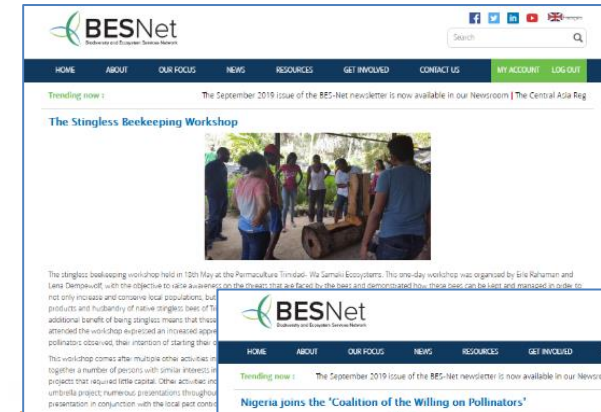 BESNet
Biodiversity and Ecosystem Services Network
Search
HOME ABOUT OUR FOCUS NEWS RESOURCES GET INVOLVED CONTACT US MY ACCOUNT LOG OUT
Trending now : The September 2019 issue of the BES-Net newsletter is now available in our Newsroom | The Central Asia Reg
The Stingless Beekeeping Workshop
The stingless beekeeping workshop held in 18th May at the Permaculture Trinidad- Wa Samaki Ecosystems. This one-day workshop was organised by Erle Rahaman and
Lena Dempewolf, with the objective to raise awareness on the threats that are faced by the bees and demonstrated how these bees can be kept and managed in order to
not only increase and conserve local populations, but
products and husbandry of native stingless bees of
additional benefit of being stingless means that these
attended the workshop expressed an increased appre
pollinators observed, their intention of starting their
This workshop comes after multiple other activities in
together a number of persons with similar interests in
projects that required little capital. Other activities
umbrella project; numerous presentations throughout
presentation in conjunction with the local pest
BESNet
Biodiversity and Ecosystem Services Network
HOME ABOUT OUR FOCUS NEWS RESOURCES GET INVOLVED
Trending now : The September 2019 issue of the BES-Net newsletter is now available in our Newsro
Nigeria joins the 'Coalition of the Willing on Pollinators'